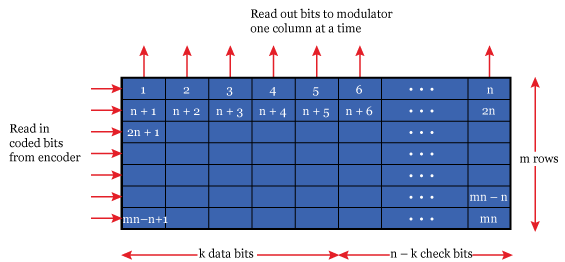 Read out bits to modulator
one column at a time
Read in
coded bits
from encoder
1 2 3 4 5 6 • • • n
n + 1 n + 2 n + 3 n + 4 n + 5 n + 6 • • • 2n
2n + 1 • • •
• • •
• • •
• • • mn − n
mn−n+1 • • • mn
m rows
k data bits
n − k check bits